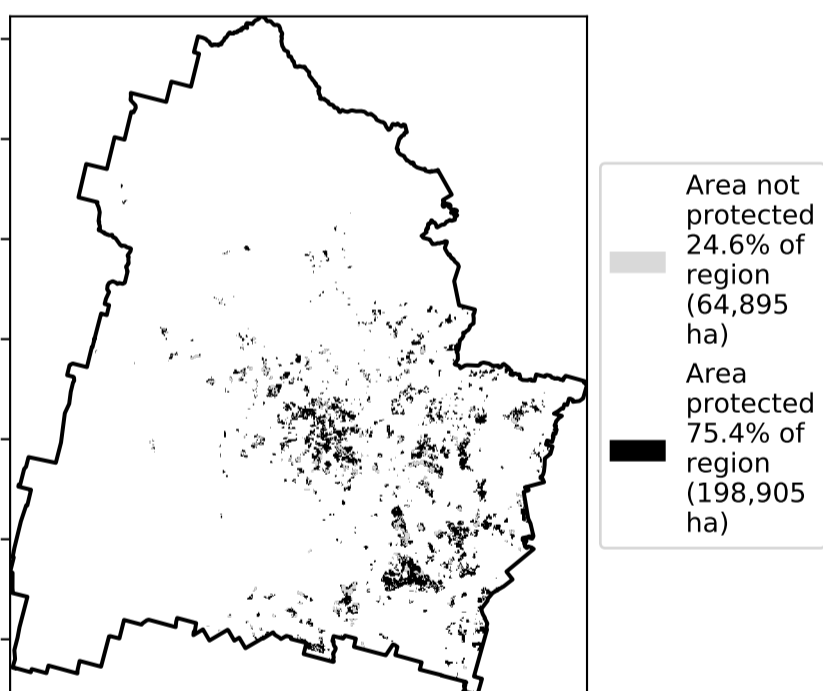 Area not
protected
24.6% of
region
(64,895
ha)
Area
protected
75.4% of
region
(198,905
ha)